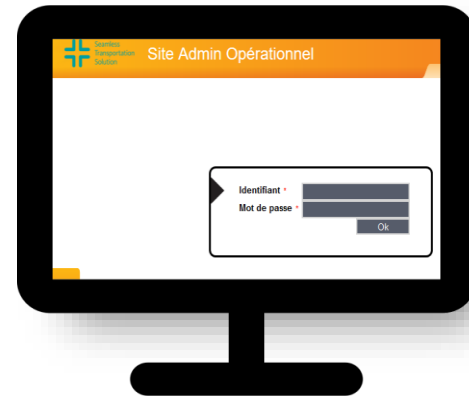 Seamless
Transportation
Solution
Site Admin Opérationnel
Identifiant *
Mot de passe *
Ok